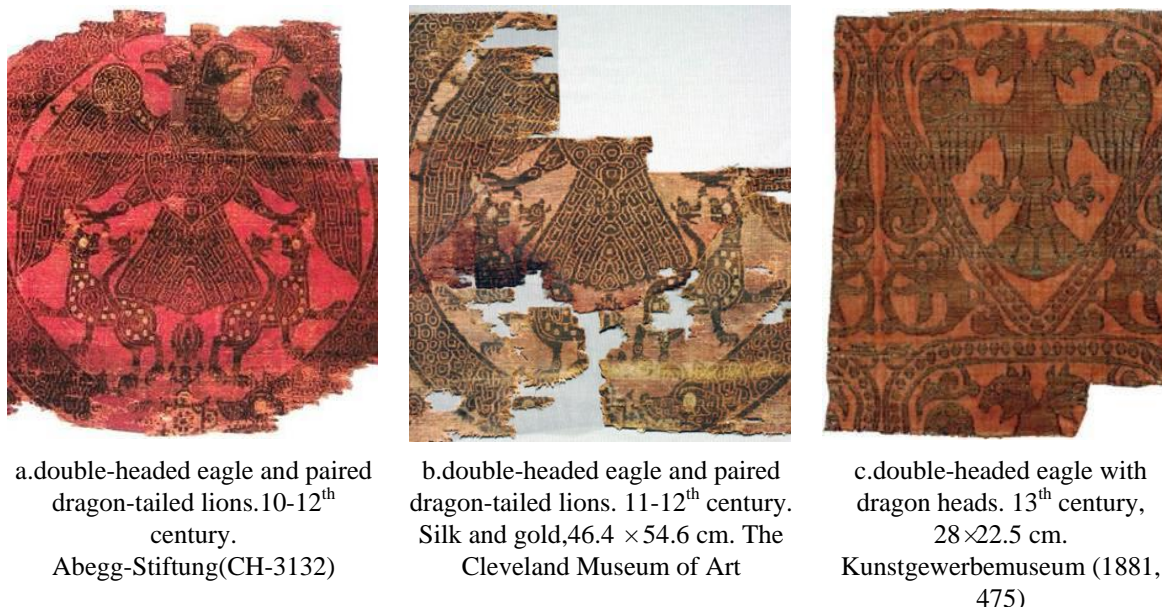 a.double-headed eagle and paired
dragon-tailed lions.10-12th
century.
Abegg-Stiftung(CH-3132)
b.double-headed eagle and paired
dragon-tailed lions. 11-12th century.
Silk and gold,46.4 ×54.6 cm. The
Cleveland Museum of Art
c.double-headed eagle with
dragon heads. 13th century,
28×22.5 cm.
Kunstgewerbemuseum (1881,
475)